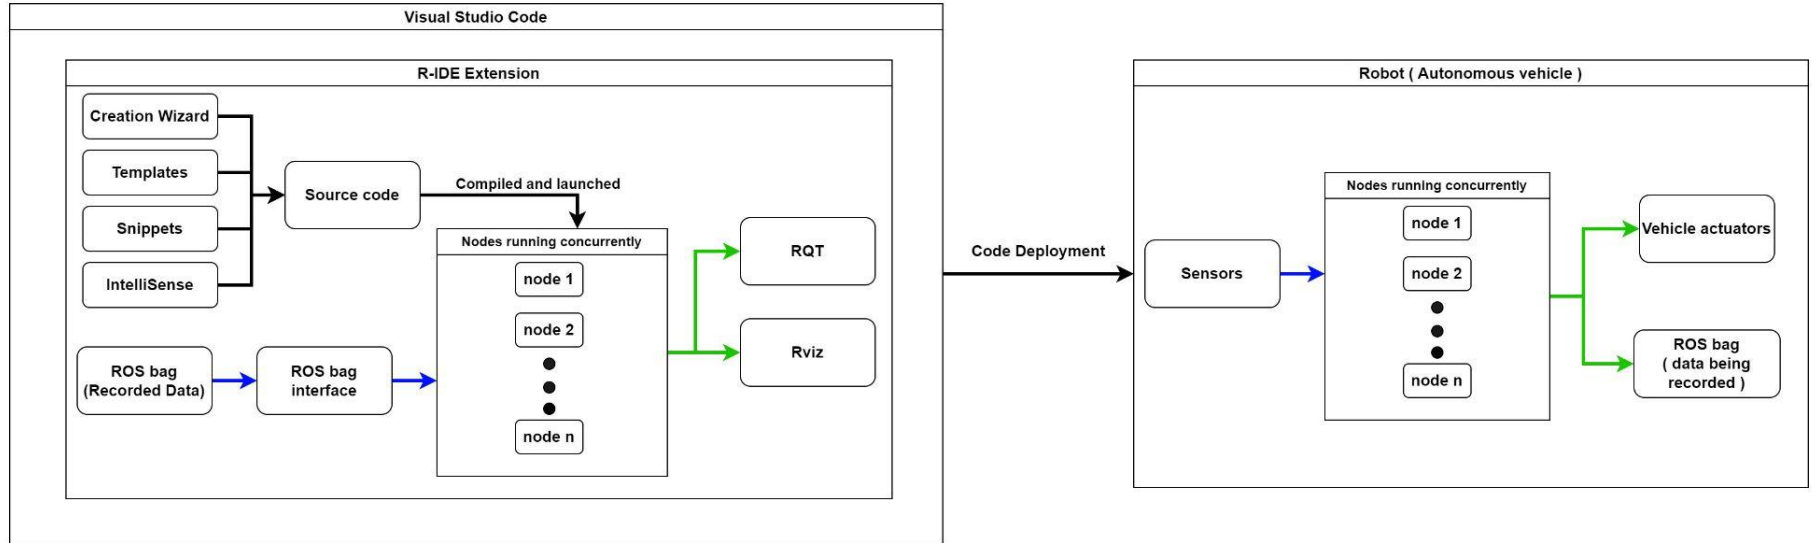 Visual Studio Code
R-IDE Extension
Creation Wizard
Templates
Snippets
IntelliSense
Source code
Compiled and launched
ROS bag
(Recorded Data)
ROS bag
interface
Nodes running concurrently
node 1
node 2
node n
RQT
Rviz
Code Deployment
Robot ( Autonomous vehicle )
Sensors
Nodes running concurrently
node 1
node 2
node n
Vehicle actuators
ROS bag
( data being
recorded )